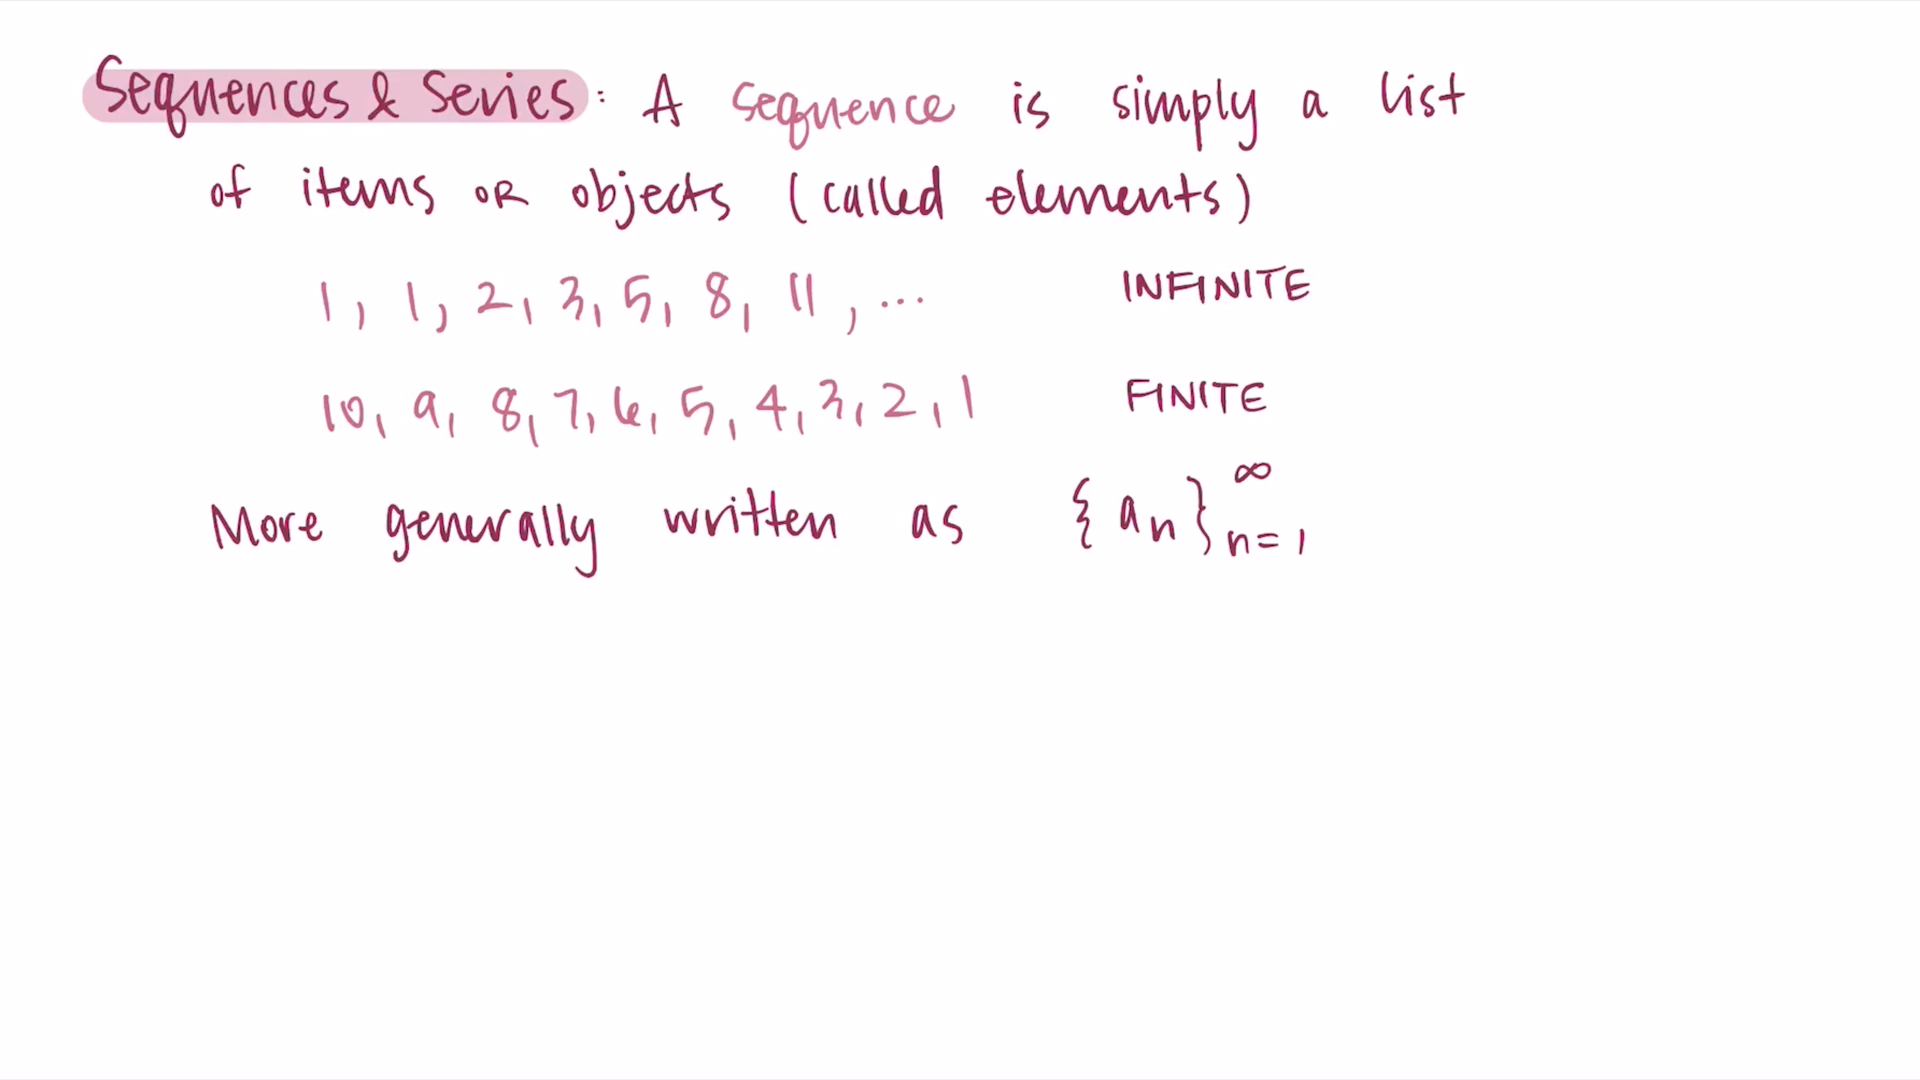 Sequences & Series: A sequence is simply a list
of items OR objects (called elements)
1, 1, 2, 3, 5, 8, 11, ... INFINITE
10, 9, 8, 7, 6, 5, 4, 3, 2, 1 FINITE
More generally written as {aₙ}^∞_{n=1}